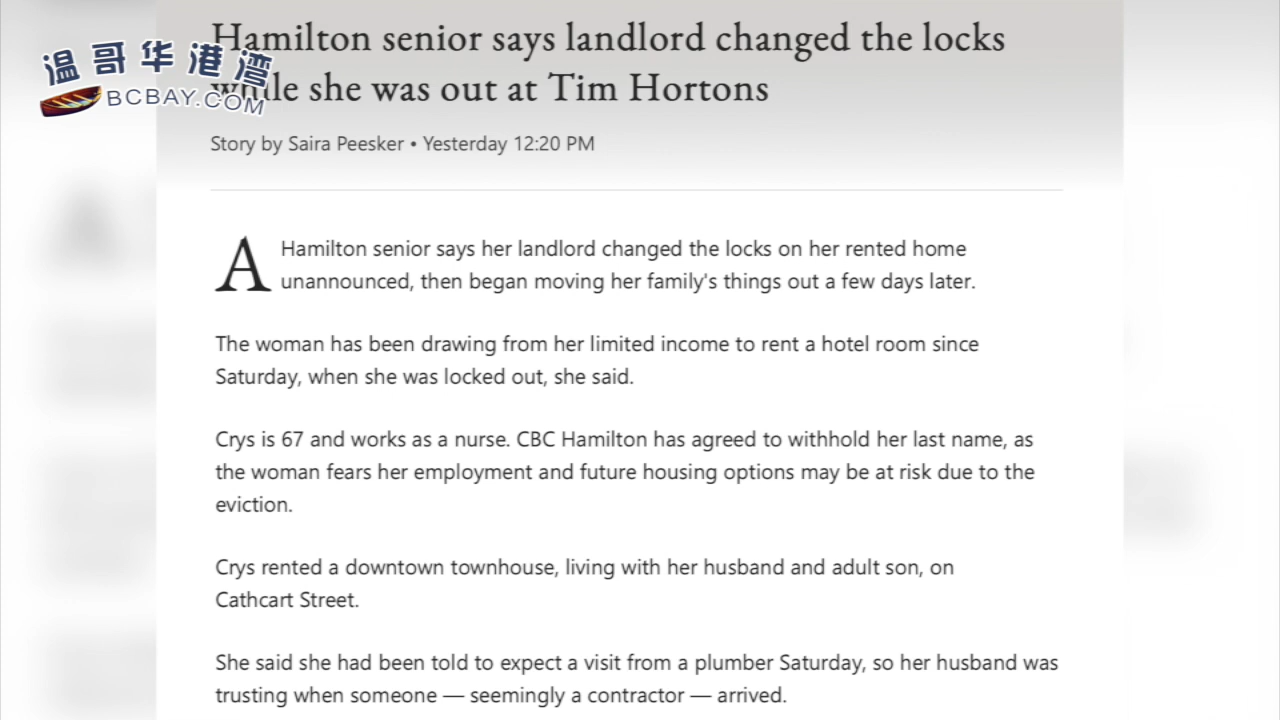 Hamilton senior says landlord changed the locks
while she was out at Tim Hortons
温哥华港湾
BCBAY.COM
Story by Saira Peesker • Yesterday 12:20 PM
A Hamilton senior says her landlord changed the locks on her rented home
unannounced, then began moving her family's things out a few days later.
The woman has been drawing from her limited income to rent a hotel room since
Saturday, when she was locked out, she said.
Crys is 67 and works as a nurse. CBC Hamilton has agreed to withhold her last name, as
the woman fears her employment and future housing options may be at risk due to the
eviction.
Crys rented a downtown townhouse, living with her husband and adult son, on
Cathcart Street.
She said she had been told to expect a visit from a plumber Saturday, so her husband was
trusting when someone — seemingly a contractor — arrived.